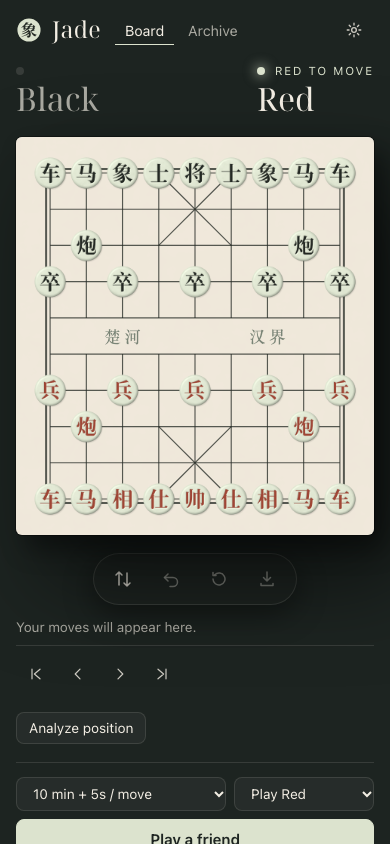 象 Jade Board Archive
RED TO MOVE
Black Red
车 马 象 士 将 士 象 马 车
炮 炮
卒 卒 卒 卒 卒
楚河 汉界
兵 兵 兵 兵 兵
炮 炮
车 马 相 仕 帅 仕 相 马 车
Your moves will appear here.
Analyze position
10 min + 5s / move Play Red
Play a friend